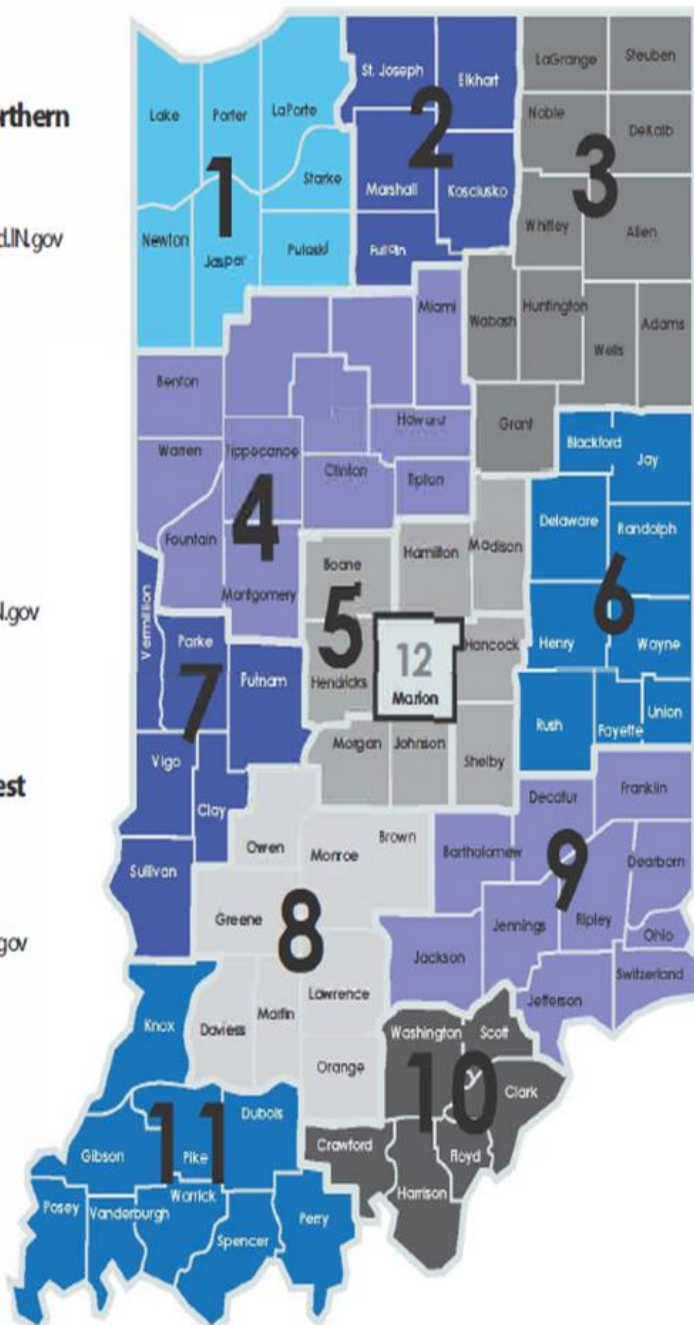 rthern
d.IN.gov
N.gov
est
gov
St. Joseph
Elkhart
LaGrange
Steuben
Lake
Porter
LaPorte
2
Noble
DeKalb
3
1
Starke
Marshall
Kosciusko
Whitley
Allen
Newton
Jasper
Pulaski
Miami
Wabash
Huntington
Wells
Adams
Benton
Howard
Grant
Blackford
Jay
Warren
Tippecanoe
Clinton
Tipton
4
Delaware
Randolph
Fountain
Boone
Hamilton
Madison
6
Vermillion
Montgomery
5
Parke
12
Hancock
Henry
Wayne
7
Putnam
Hendricks
Marion
Rush
Fayette
Union
Vigo
Morgan
Johnson
Shelby
Clay
Decatur
Franklin
Owen
Monroe
Brown
Bartholomew
9
Dearborn
Sullivan
Greene
8
Jennings
Ripley
Ohio
Jackson
Lawrence
Switzerland
Knox
Daviess
Martin
Jefferson
Washington
Scott
Orange
10
Clark
Dubois
11
Crawford
Floyd
Gibson
Pike
Harrison
Posey
Vanderburgh
Warrick
Perry
Spencer